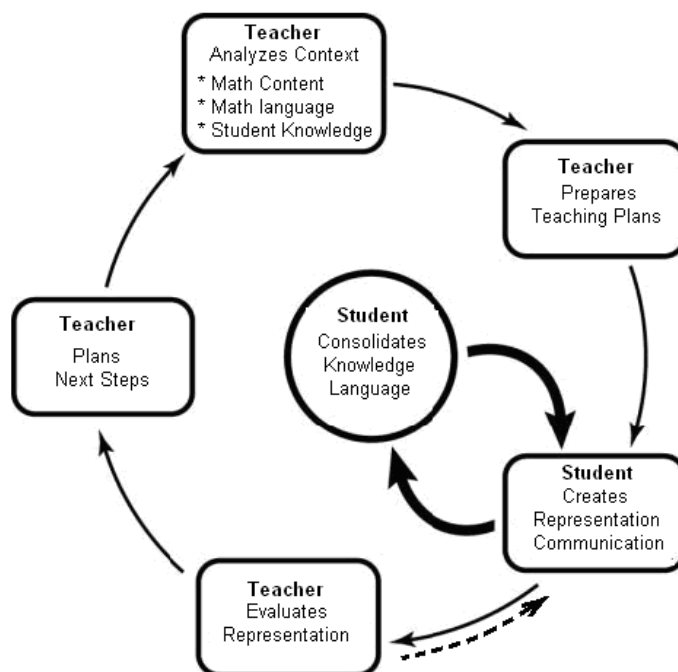 Teacher
Analyzes Context
* Math Content
* Math language
* Student Knowledge
Teacher
Prepares
Teaching Plans
Student
Consolidates
Knowledge
Language
Teacher
Plans
Next Steps
Student
Creates
Representation
Communication
Teacher
Evaluates
Representation